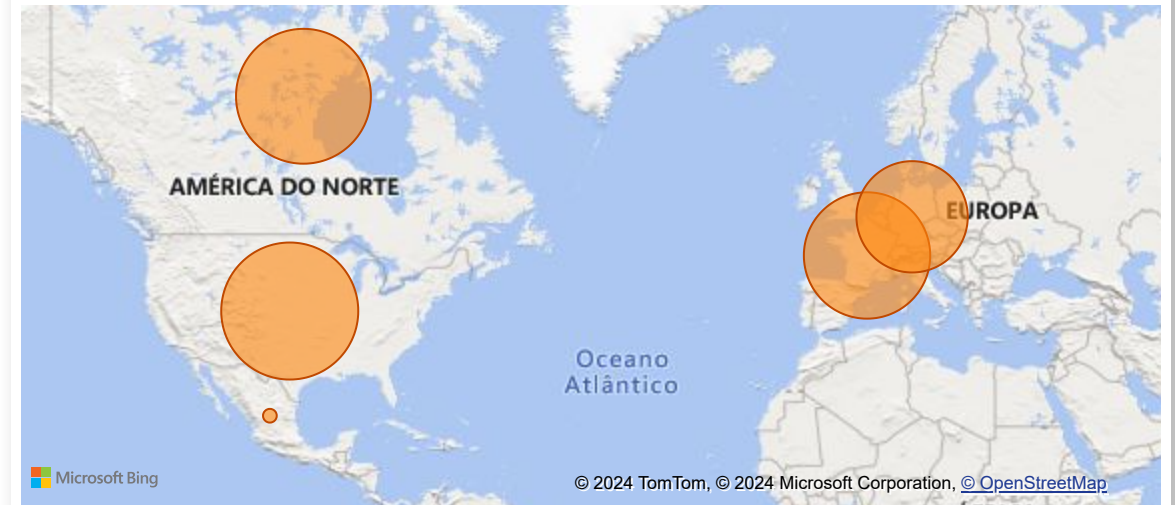 AMÉRICA DO NORTE
EUROPA
Oceano
Atlântico
Microsoft Bing
© 2024 TomTom, © 2024 Microsoft Corporation, © OpenStreetMap